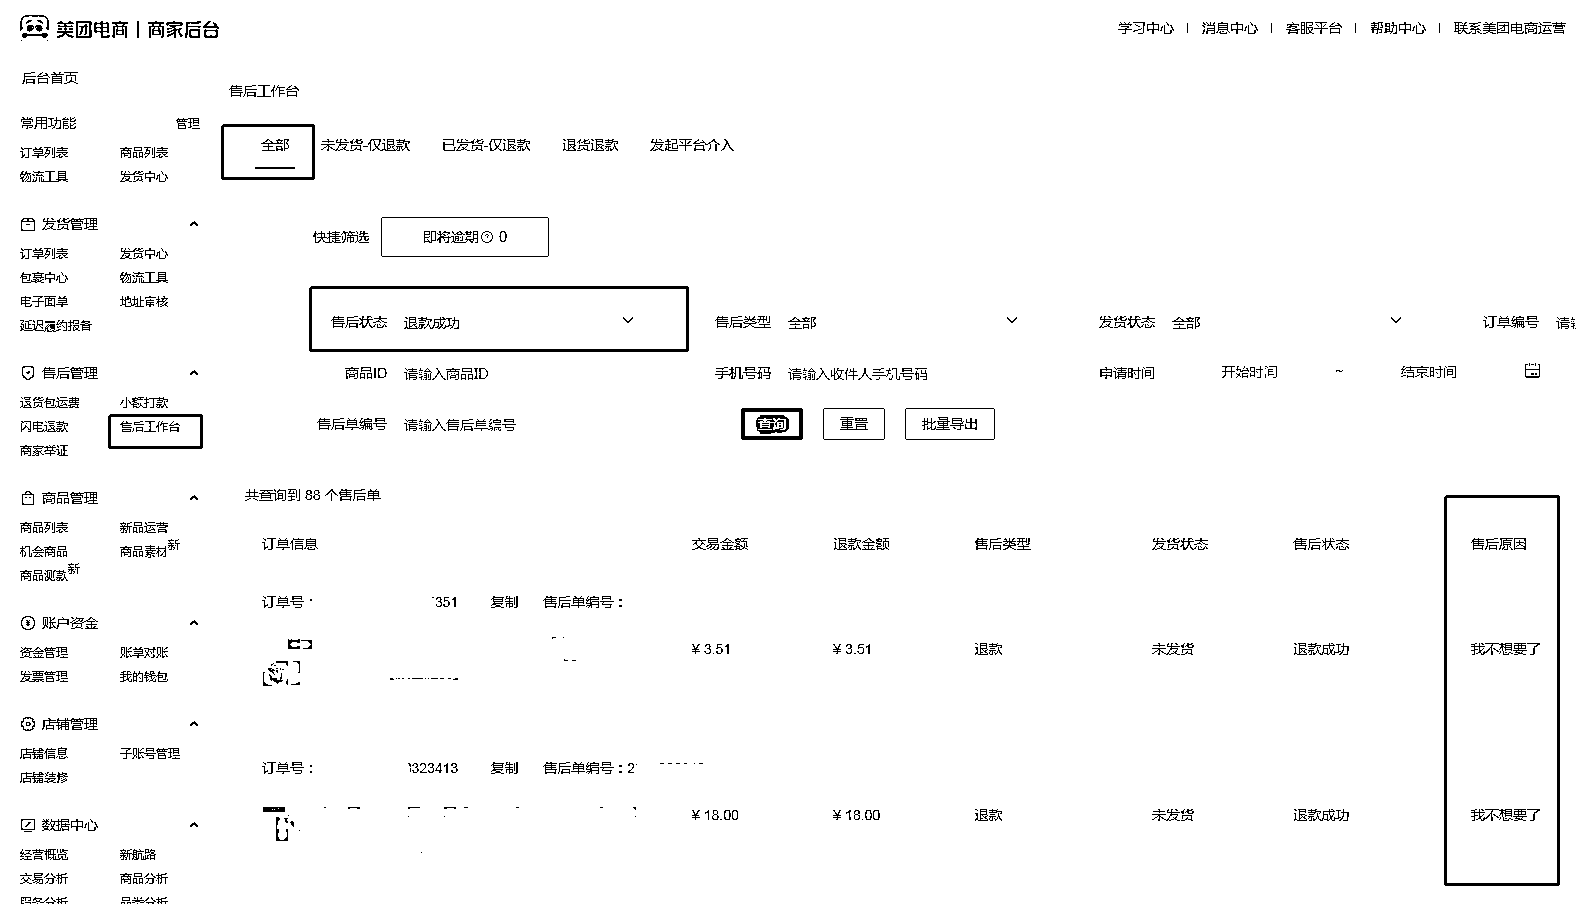 美团电商 | 商家后台
学习中心 | 消息中心 | 客服平台 | 帮助中心 | 联系美团电商运营
后台首页
常用功能 管理
订单列表 商品列表
物流工具 发货中心
发货管理
订单列表 发货中心
包裹中心 物流工具
电子面单 地址审核
延迟履约报备
售后管理
退货包运费 小额打款
闪电退款 售后工作台
商家举证
商品管理
商品列表 新品运营
机会商品 商品素材新
商品测款新
账户资金
资金管理 账单对账
发票管理 我的钱包
店铺管理
店铺信息 子账号管理
店铺装修
数据中心
经营概览 新航路
交易分析 商品分析
品类分析
售后工作台
全部 未发货-仅退款 已发货-仅退款 退货退款 发起平台介入
快捷筛选 即将逾期? 0
售后状态 退款成功 售后类型 全部 发货状态 全部 订单编号 请输
商品ID 请输入商品ID 手机号码 请输入收件人手机号码 申请时间 开始时间 ~ 结束时间
售后单编号 请输入售后单编号 查询 重置 批量导出
共查询到 88 个售后单
订单信息 交易金额 退款金额 售后类型 发货状态 售后状态 售后原因
订单号: 351 复制 售后单编号:
¥ 3.51 ¥ 3.51 退款 未发货 退款成功 我不想要了
订单号: 323413 复制 售后单编号:2
¥ 18.00 ¥ 18.00 退款 未发货 退款成功 我不想要了